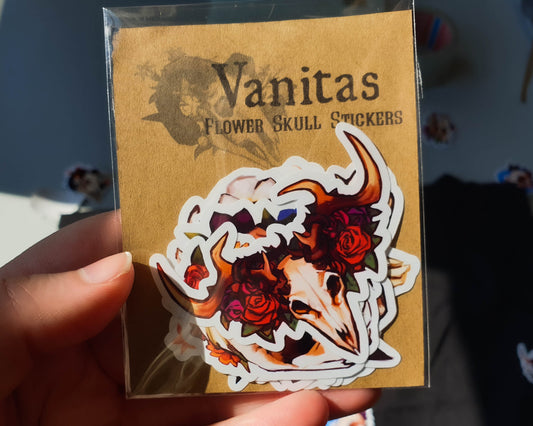 Vanitas
Flower Skull Stickers